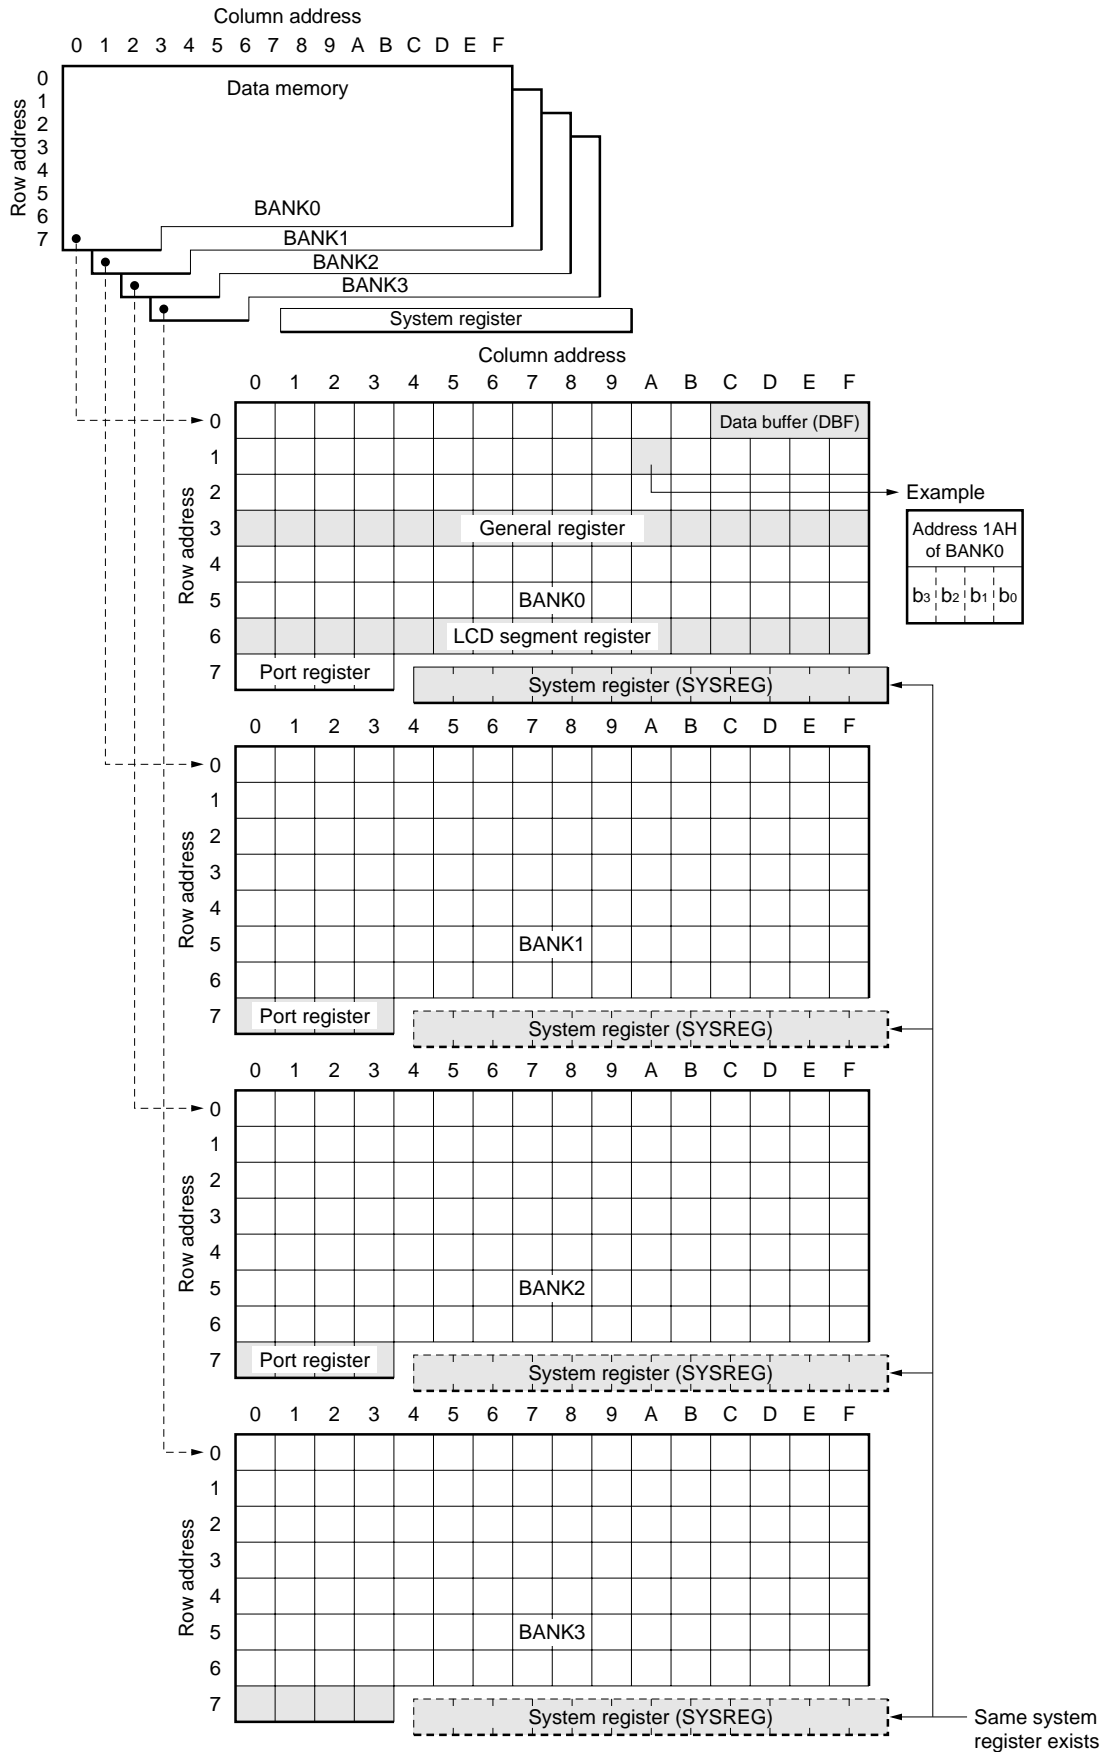 Column address
0 1 2 3 4 5 6 7 8 9 A B C D E F
Row address
0
1
2
3
4
5
6
7
Data memory
BANK0
BANK1
BANK2
BANK3
System register
Column address
0 1 2 3 4 5 6 7 8 9 A B C D E F
Row address
0
Data buffer (DBF)
1
2
Example
3
General register
Address 1AH
of BANK0
4
b3 b2 b1 b0
5
BANK0
6
LCD segment register
7
Port register
System register (SYSREG)
0 1 2 3 4 5 6 7 8 9 A B C D E F
Row address
0
1
2
3
4
5
BANK1
6
7
Port register
System register (SYSREG)
0 1 2 3 4 5 6 7 8 9 A B C D E F
Row address
0
1
2
3
4
5
BANK2
6
7
Port register
System register (SYSREG)
0 1 2 3 4 5 6 7 8 9 A B C D E F
Row address
0
1
2
3
4
5
BANK3
6
7
System register (SYSREG)
Same system
register exists